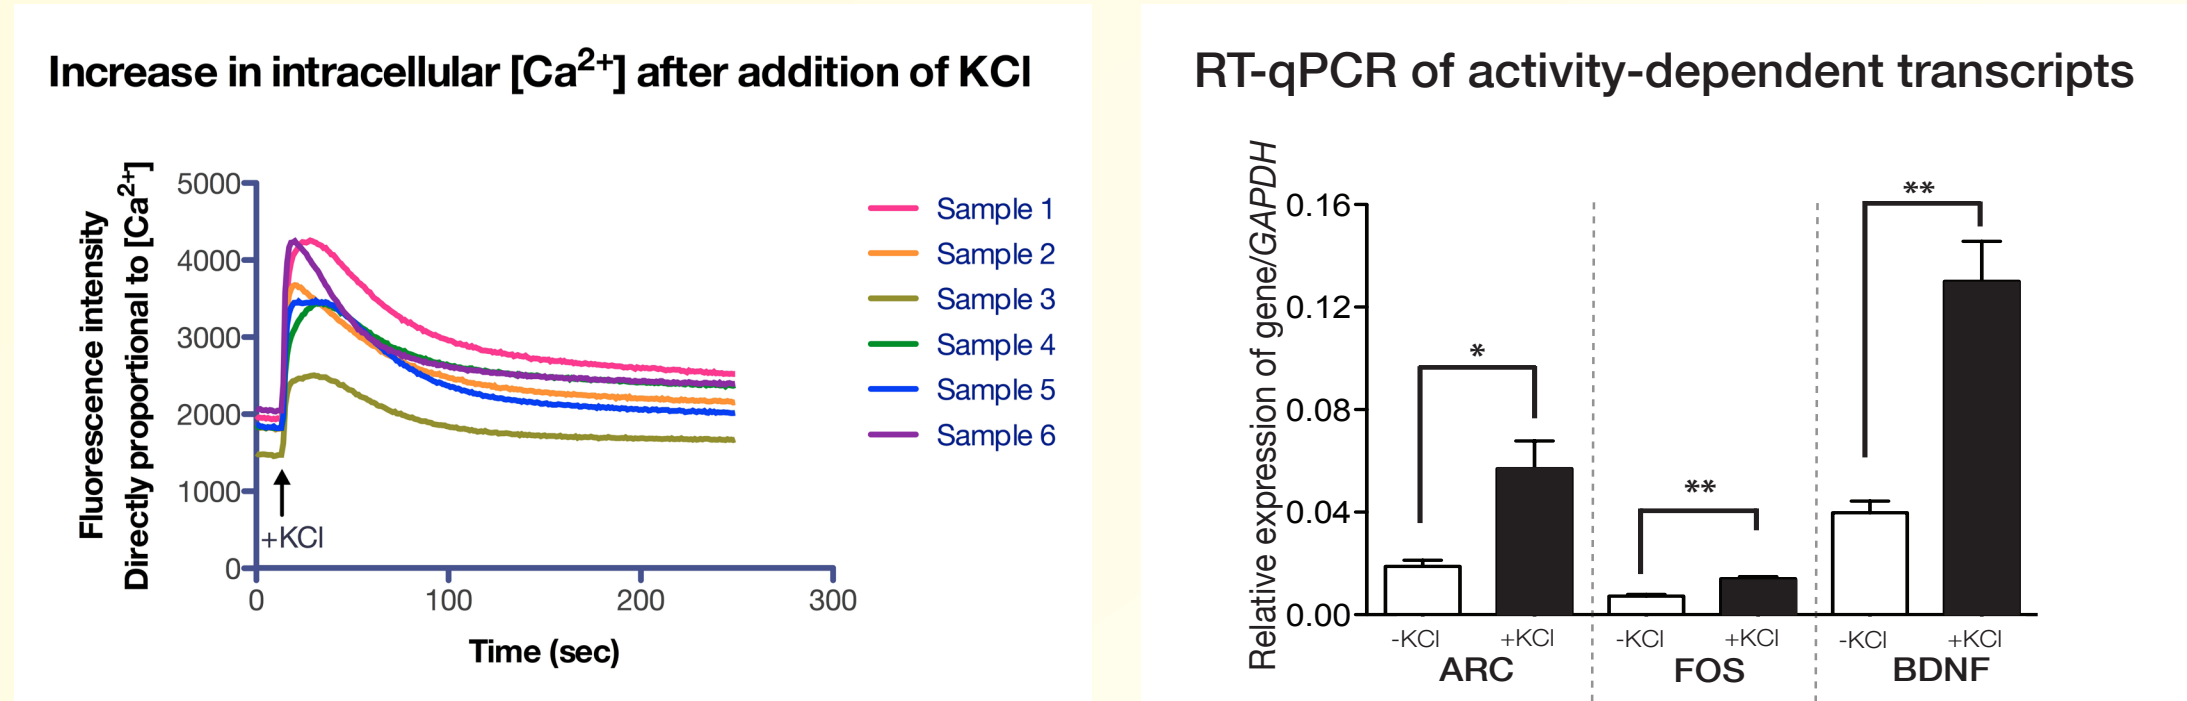 Increase in intracellular [Ca2+] after addition of KCl
Fluorescence intensity
Directly proportional to [Ca2+]
5000
4000
3000
2000
1000
0
+KCl
0
100
200
300
Time (sec)
Sample 1
Sample 2
Sample 3
Sample 4
Sample 5
Sample 6
RT-qPCR of activity-dependent transcripts
Relative expression of gene/GAPDH
0.16
0.12
0.08
0.04
0.00
*
**
**
-KCl +KCl -KCl +KCl -KCl +KCl
ARC FOS BDNF